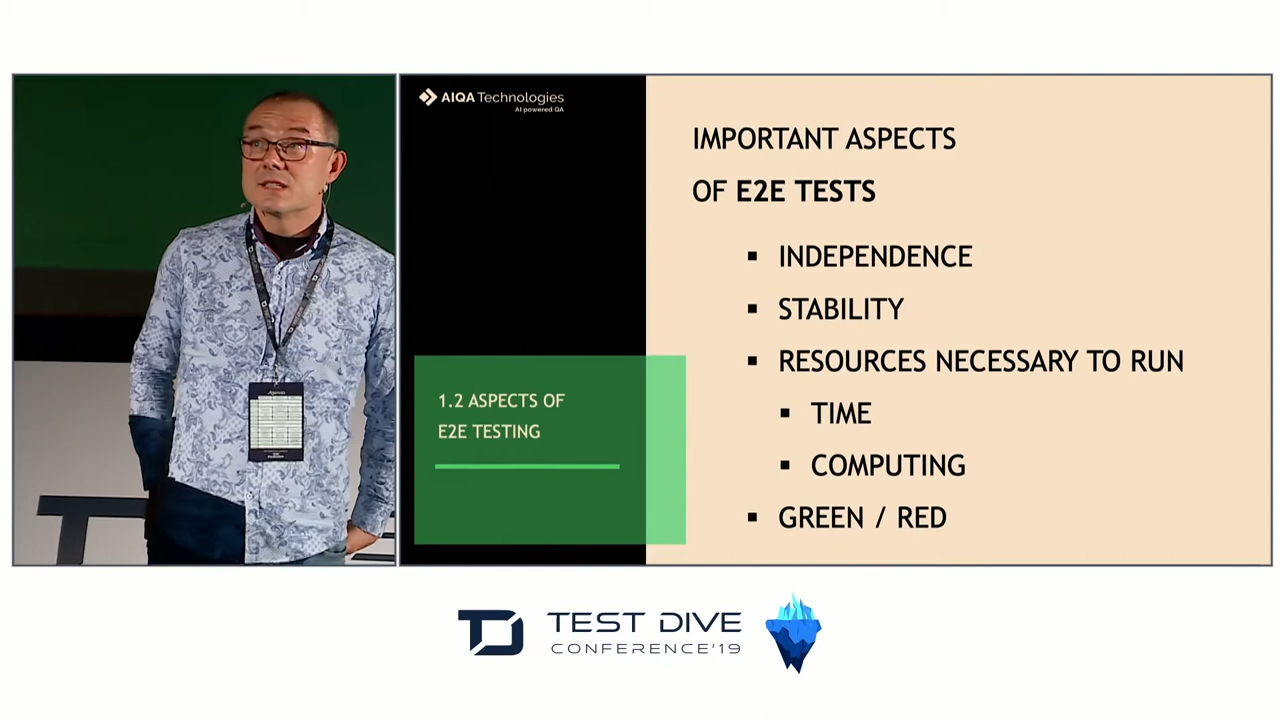 AIQA Technologies
AI powered QA
IMPORTANT ASPECTS
OF E2E TESTS
▪ INDEPENDENCE
▪ STABILITY
▪ RESOURCES NECESSARY TO RUN
▪ TIME
▪ COMPUTING
▪ GREEN / RED
1.2 ASPECTS OF
E2E TESTING
Agenda
TEST DIVE
CONFERENCE'19